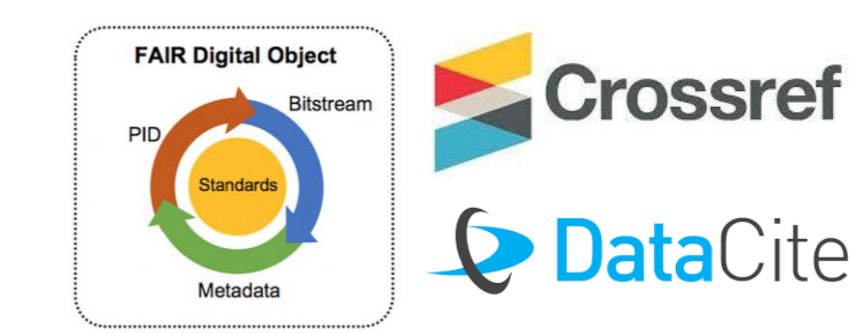 FAIR Digital Object
Bitstream
PID
Standards
Metadata
Crossref
DataCite